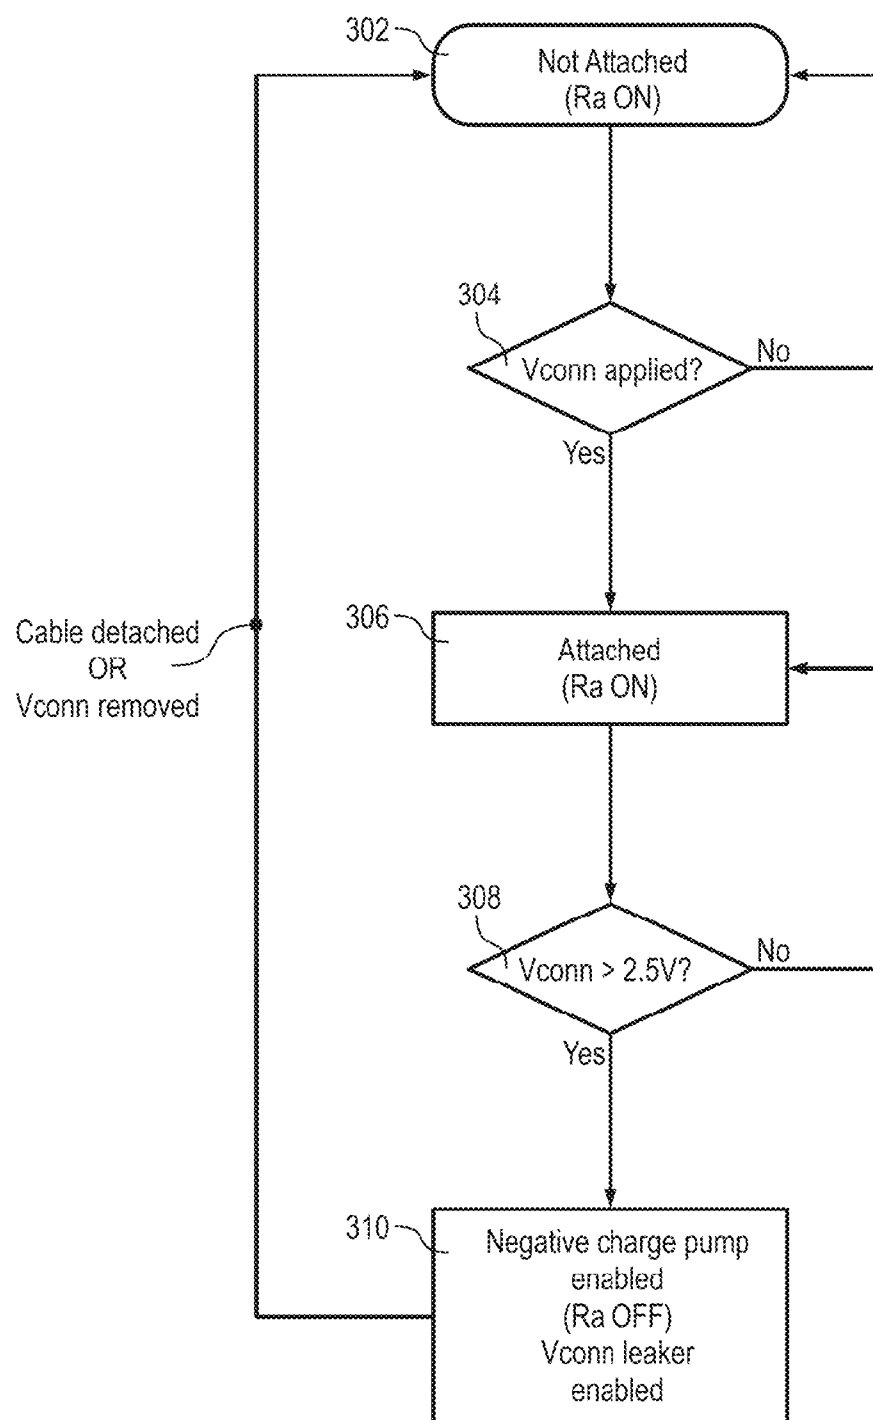 302
Not Attached
(Ra ON)
304
Vconn applied?
No
Yes
306
Attached
(Ra ON)
Cable detached
OR
Vconn removed
308
Vconn > 2.5V?
No
Yes
310
Negative charge pump
enabled
(Ra OFF)
Vconn leaker
enabled